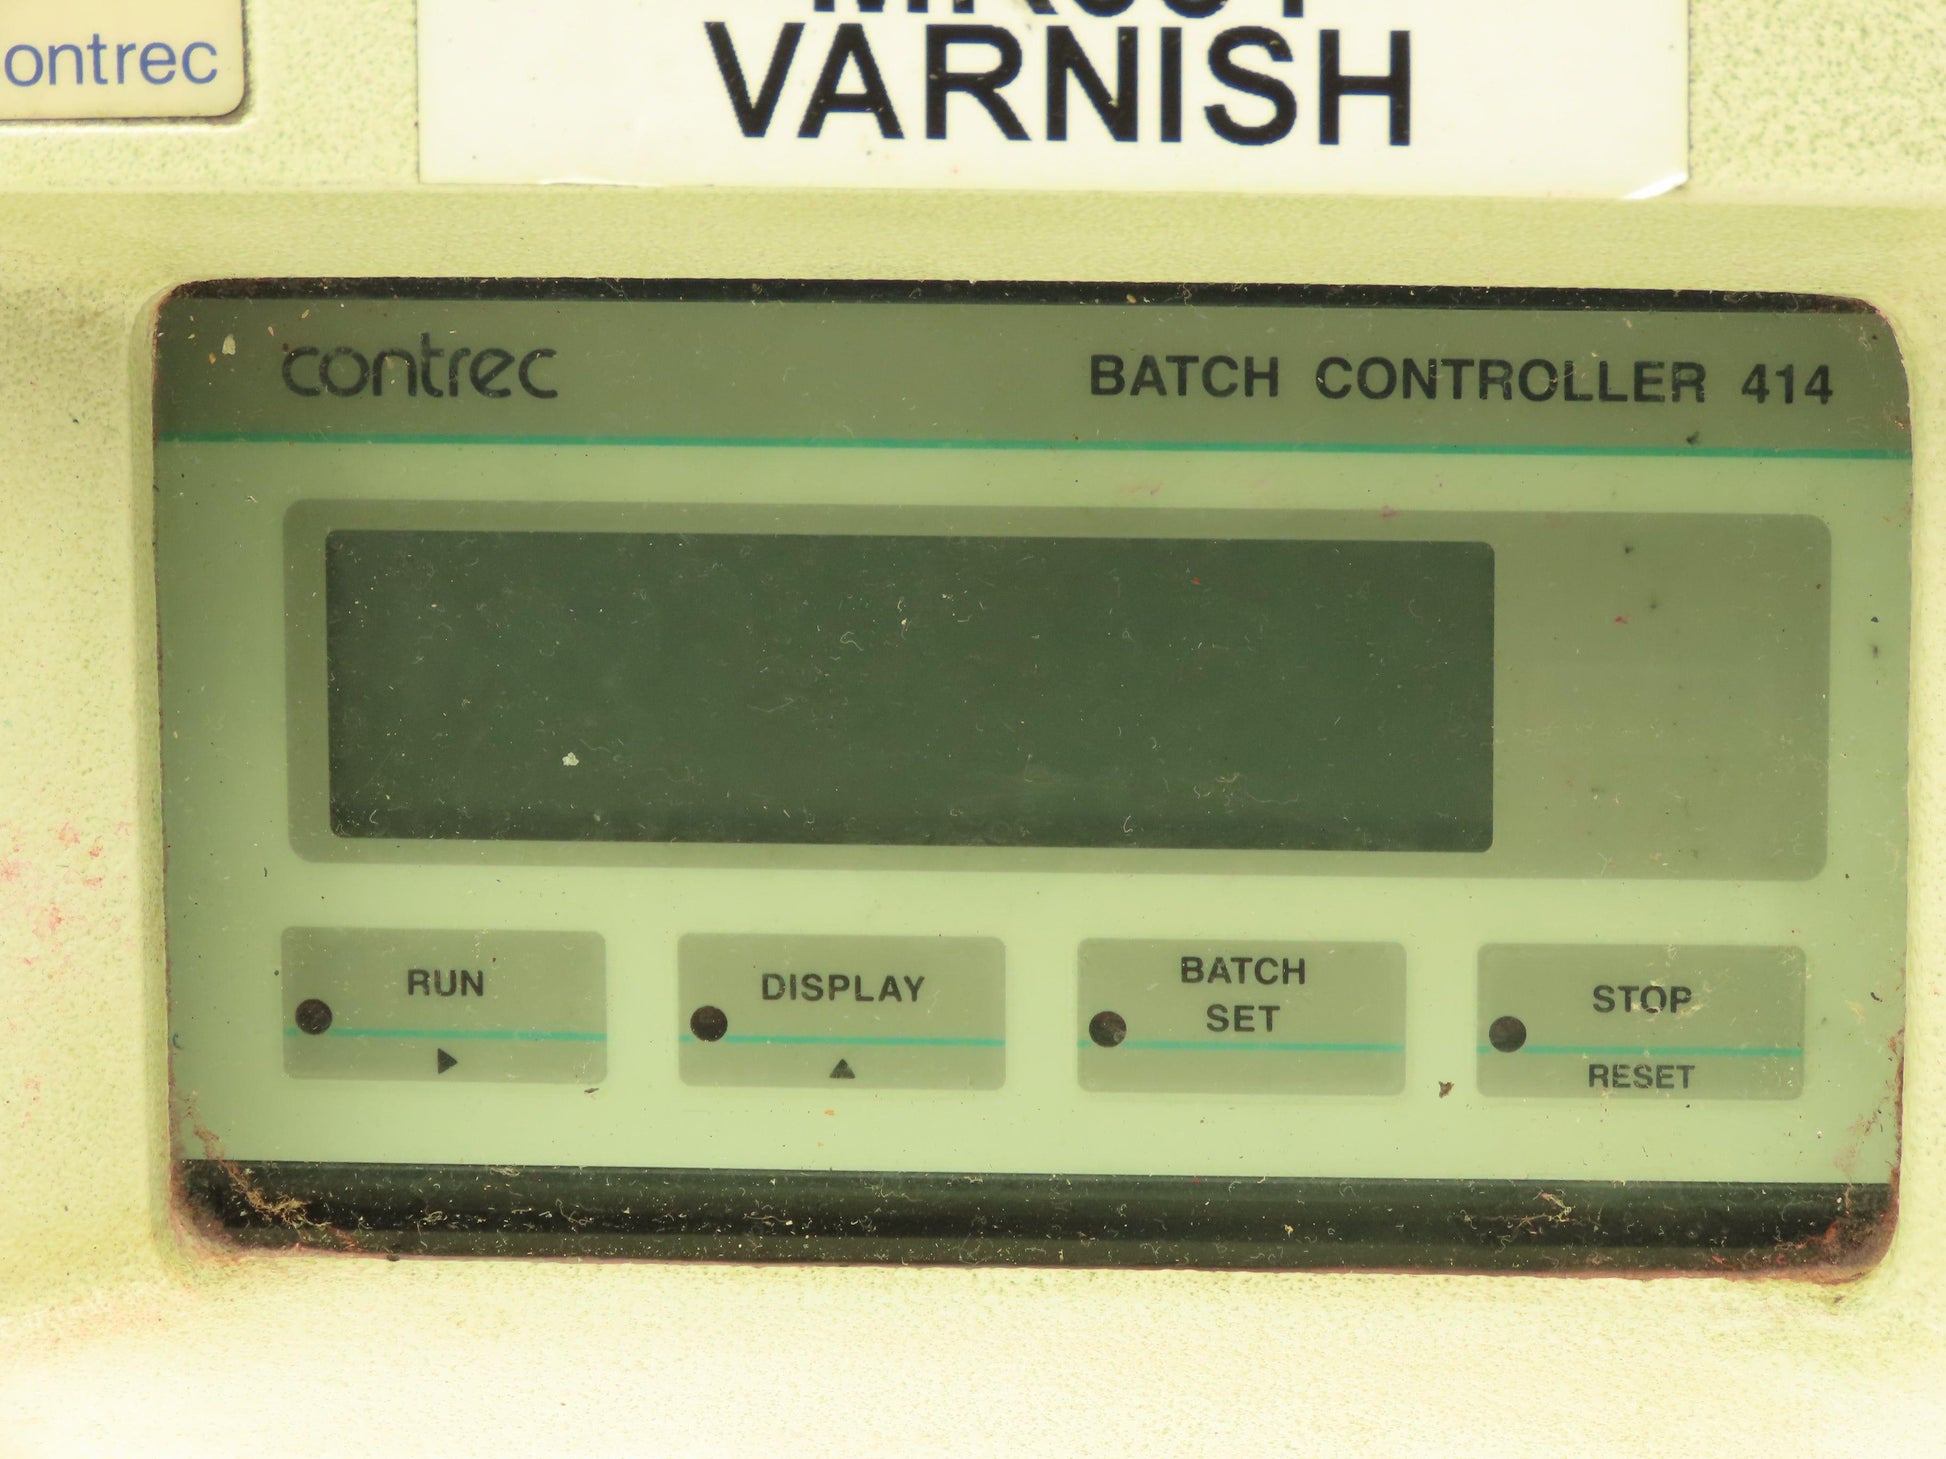 ontrec
VARNISH
contrec
BATCH CONTROLLER 414
RUN
DISPLAY
BATCH
SET
STOP
RESET